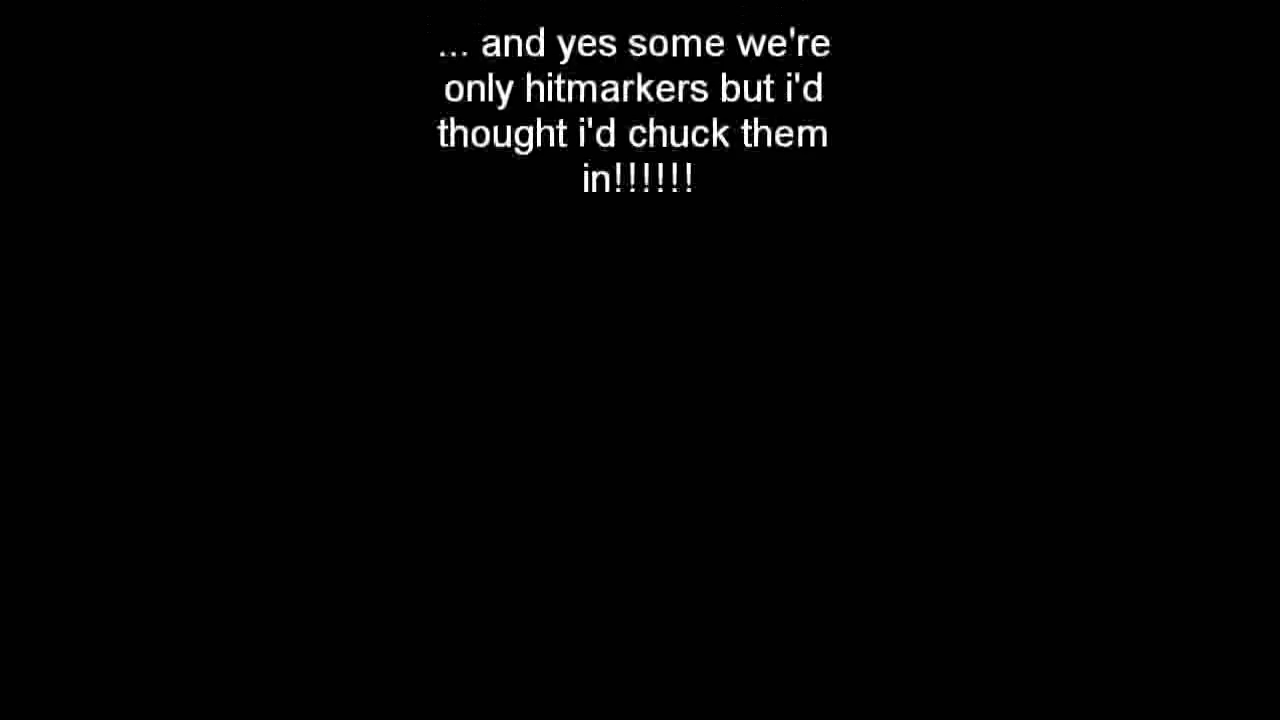 ... and yes some we're
only hitmarkers but i'd
thought i'd chuck them
in!!!!!!